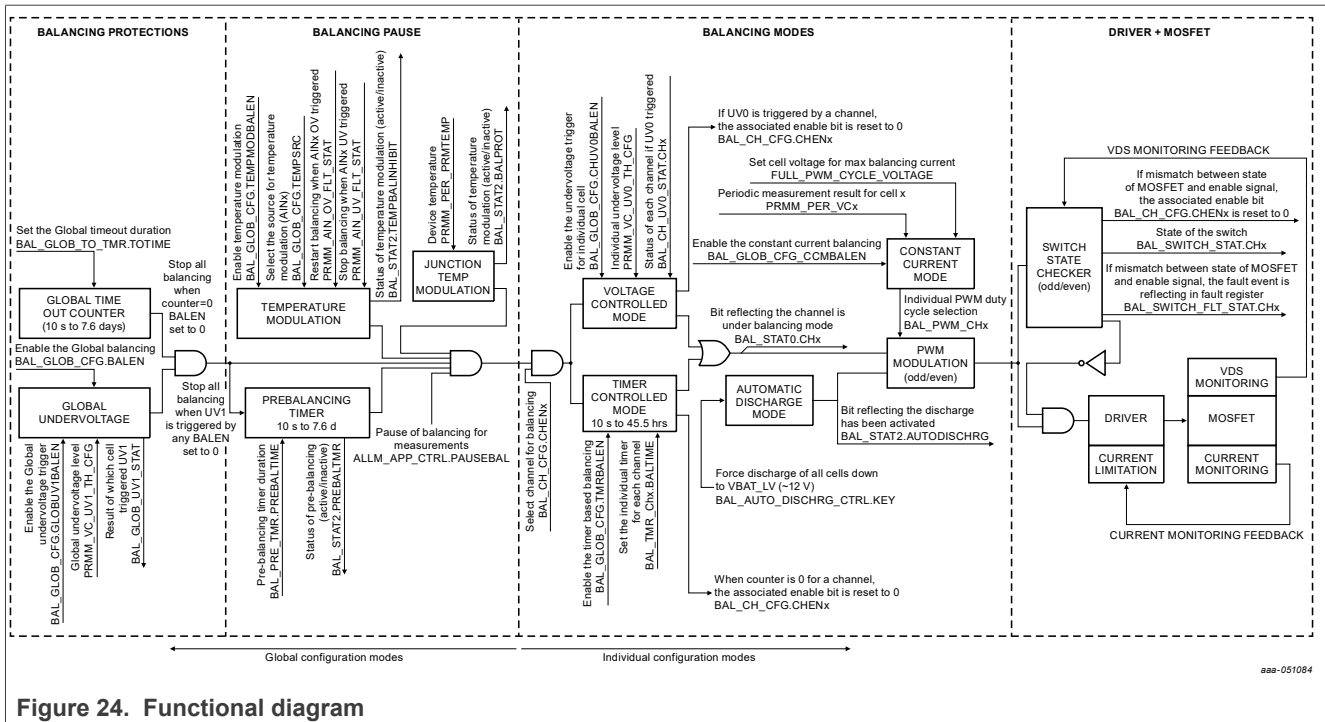 BALANCING PROTECTIONS
BALANCING PAUSE
BALANCING MODES
DRIVER + MOSFET
Set the Global timeout duration
BAL_GLOB_TO_TMR.TOTIME
GLOBAL TIME
OUT COUNTER
(10 s to 7.6 days)
Stop all
balancing
when
counter=0
BALEN
set to 0
Enable the Global balancing
BAL_GLOB_CFG.BALEN
GLOBAL
UNDERVOLTAGE
Stop all
balancing
when UV1
is triggered by
any BALEN
set to 0
Enable the Global
undervoltage trigger
BAL_GLOB_CFG.GLOBUV1BALEN
Global undervoltage level
PRMM_VC_UV1_TH_CFG
Result of which cell
triggered UV1
BAL_GLOB_UV1_STAT
Enable temperature modulation
BAL_GLOB_CFG.TEMPMODBALEN
Select the source for temperature
modulation (AINx)
BAL_GLOB_CFG.TEMPSRC
Restart balancing when AINx OV triggered
PRMM_AIN_OV_FLT_STAT
Stop balancing when AINx UV triggered
PRMM_AIN_UV_FLT_STAT
Status of temperature modulation (active/inactive)
BAL_STAT2.TEMPBALINHIBIT
TEMPERATURE
MODULATION
Device temperature
PRMM_PER_PRMTEMP
Status of temperature
modulation (active/inactive)
BAL_STAT2.BALPROT
JUNCTION TEMP
MODULATION
PREBALANCING
TIMER
10 s to 7.6 d
Pre-balancing timer duration
BAL_PRE_TMR.PREBALTIME
Status of pre-balancing
(active/inactive)
BAL_STAT2.PREBALTMR
Pause of balancing for
measurements
ALLM_APP_CTRL.PAUSEBAL
Select channel for balancing
BAL_CH_CFG.CHENx
Enable the undervoltage trigger
for individual cell
BAL_GLOB_CFG.CHUV0BALEN
Individual undervoltage level
PRMM_VC_UV0_TH_CFG
Status of each channel if UV0 triggered
BAL_CH_UV0_STAT.CHx
VOLTAGE
CONTROLLED
MODE
If UV0 is triggered by a channel,
the associated enable bit is reset to 0
BAL_CH_CFG.CHENx
Set cell voltage for max balancing current
FULL_PWM_CYCLE_VOLTAGE
Periodic measurement result for cell x
PRMM_PER_VCx
Enable the constant current balancing
BAL_GLOB_CFG_CCMBALEN
CONSTANT
CURRENT
MODE
Individual PWM duty
cycle selection
BAL_PWM_CHx
Bit reflecting the channel is
under balancing mode
BAL_STAT0.CHx
PWM
MODULATION
(odd/even)
TIMER
CONTROLLED
MODE
10 s to 45.5 hrs
AUTOMATIC
DISCHARGE
MODE
Bit reflecting the discharge
has been activated
BAL_STAT2.AUTODISCHRG
Force discharge of all cells down
to VBAT_LV (~12 V)
BAL_AUTO_DISCHRG_CTRL.KEY
Enable the timer based balancing
BAL_GLOB_CFG.TMRBALEN
Set the individual timer
for each channel
BAL_TMR_CHx.BALTIME
When counter is 0 for a channel,
the associated enable bit is reset to 0
BAL_CH_CFG.CHENx
VDS MONITORING FEEDBACK
SWITCH
STATE
CHECKER
(odd/even)
If mismatch between state
of MOSFET and enable signal,
the associated enable bit
BAL_CH_CFG.CHENx is reset to 0
State of the switch
BAL_SWITCH_STAT.CHx
If mismatch between state of MOSFET
and enable signal, the fault event is
reflecting in fault register
BAL_SWITCH_FLT_STAT.CHx
DRIVER
CURRENT
LIMITATION
VDS
MONITORING
MOSFET
CURRENT
MONITORING
CURRENT MONITORING FEEDBACK
Global configuration modes
Individual configuration modes
aaa-051084
Figure 24. Functional diagram